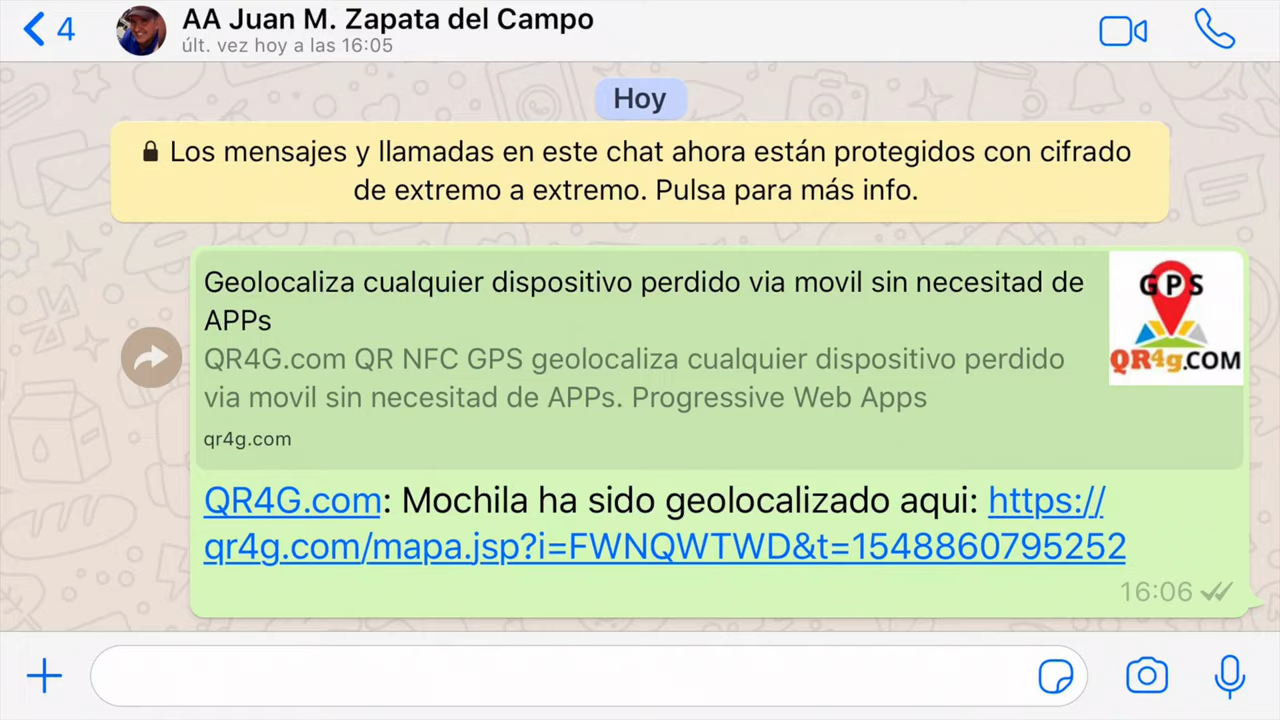 4
AA Juan M. Zapata del Campo
últ. vez hoy a las 16:05
Hoy
Los mensajes y llamadas en este chat ahora están protegidos con cifrado
de extremo a extremo. Pulsa para más info.
Geolocaliza cualquier dispositivo perdido via movil sin necesitad de
APPs
QR4G.com QR NFC GPS geolocaliza cualquier dispositivo perdido
via movil sin necesitad de APPs. Progressive Web Apps
qr4g.com
GPS
QR4g.COM
QR4G.com: Mochila ha sido geolocalizado aqui: https://
qr4g.com/mapa.jsp?i=FWNQWTWD&t=1548860795252
16:06